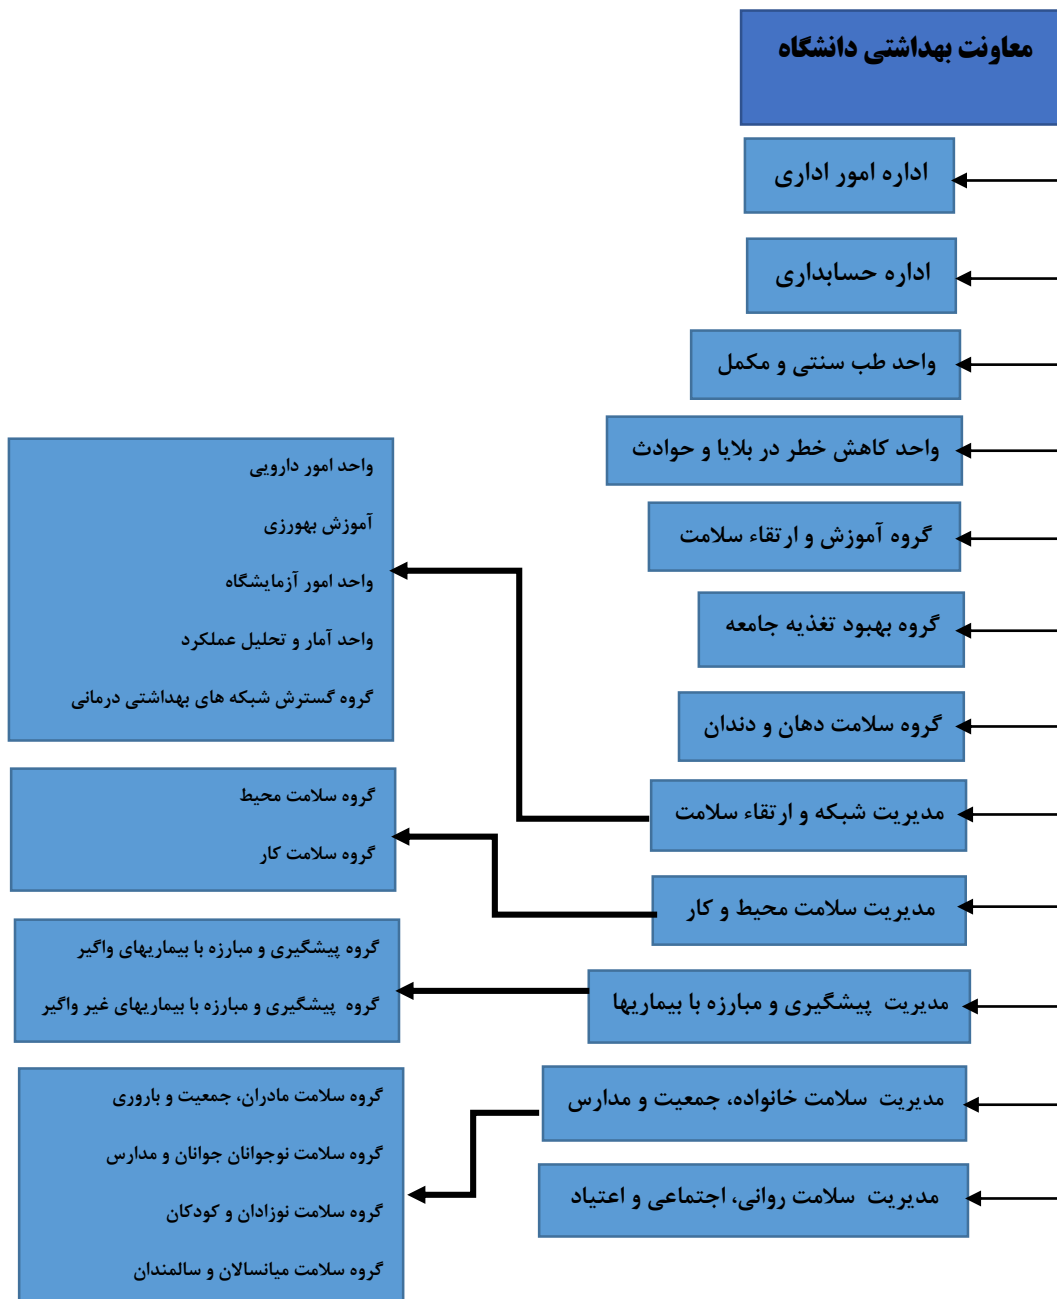 معاونت بهداشتی دانشگاه
اداره امور اداری
اداره حسابداری
واحد طب سنتی و مکمل
واحد کاهش خطر در بلایا و حوادث
گروه آموزش و ارتقاء سلامت
گروه بهبود تغذیه جامعه
گروه سلامت دهان و دندان
مدیریت شبکه و ارتقاء سلامت
واحد امور دارویی
آموزش بهورزی
واحد امور آزمایشگاه
واحد آمار و تحلیل عملکرد
گروه گسترش شبکه های بهداشتی درمانی
مدیریت سلامت محیط و کار
گروه سلامت محیط
گروه سلامت کار
مدیریت پیشگیری و مبارزه با بیماریها
گروه پیشگیری و مبارزه با بیماریهای واگیر
گروه پیشگیری و مبارزه با بیماریهای غیر واگیر
مدیریت سلامت خانواده، جمعیت و مدارس
گروه سلامت مادران، جمعیت و باروری
گروه سلامت نوجوانان جوانان و مدارس
گروه سلامت نوزادان و کودکان
گروه سلامت میانسالان و سالمندان
مدیریت سلامت روانی، اجتماعی و اعتیاد